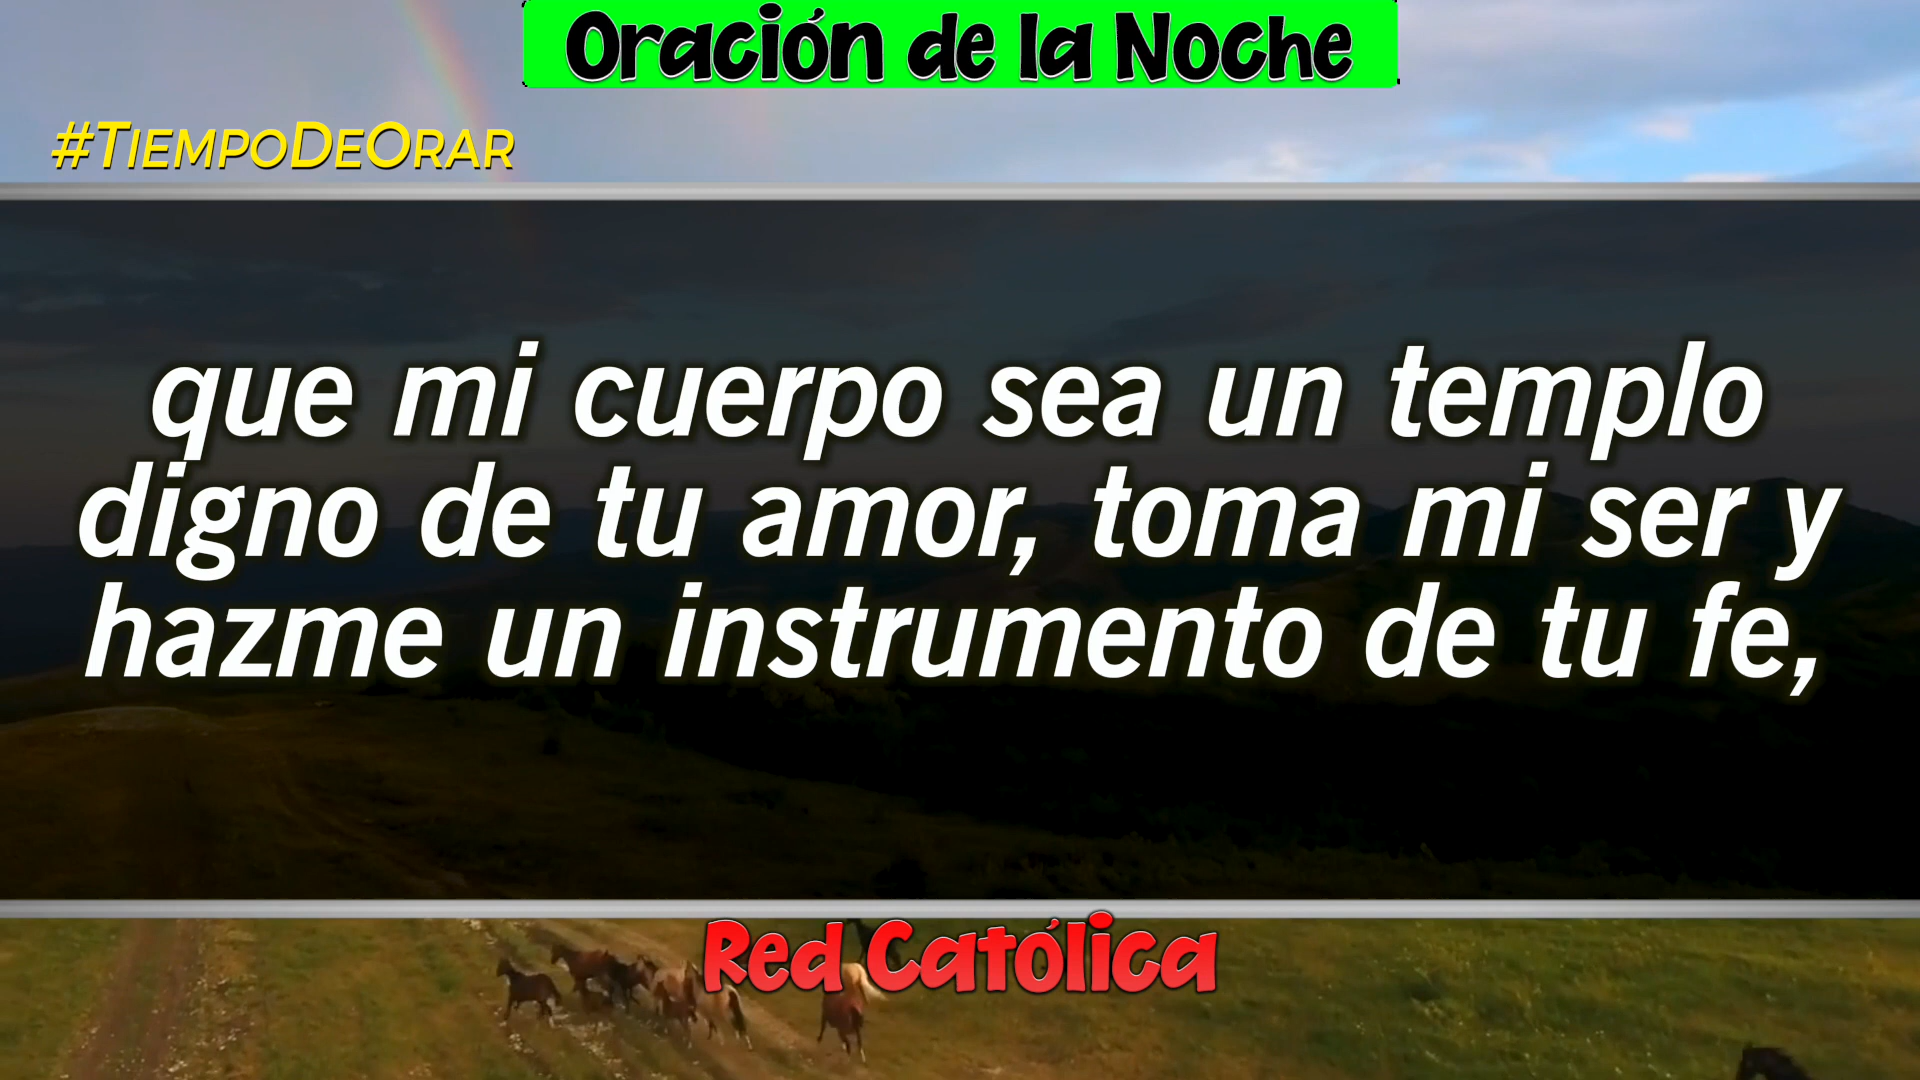 Oración de la Noche
#TIEMPODEORAR
que mi cuerpo sea un templo
digno de tu amor, toma mi ser y
hazme un instrumento de tu fe,
Red Católica